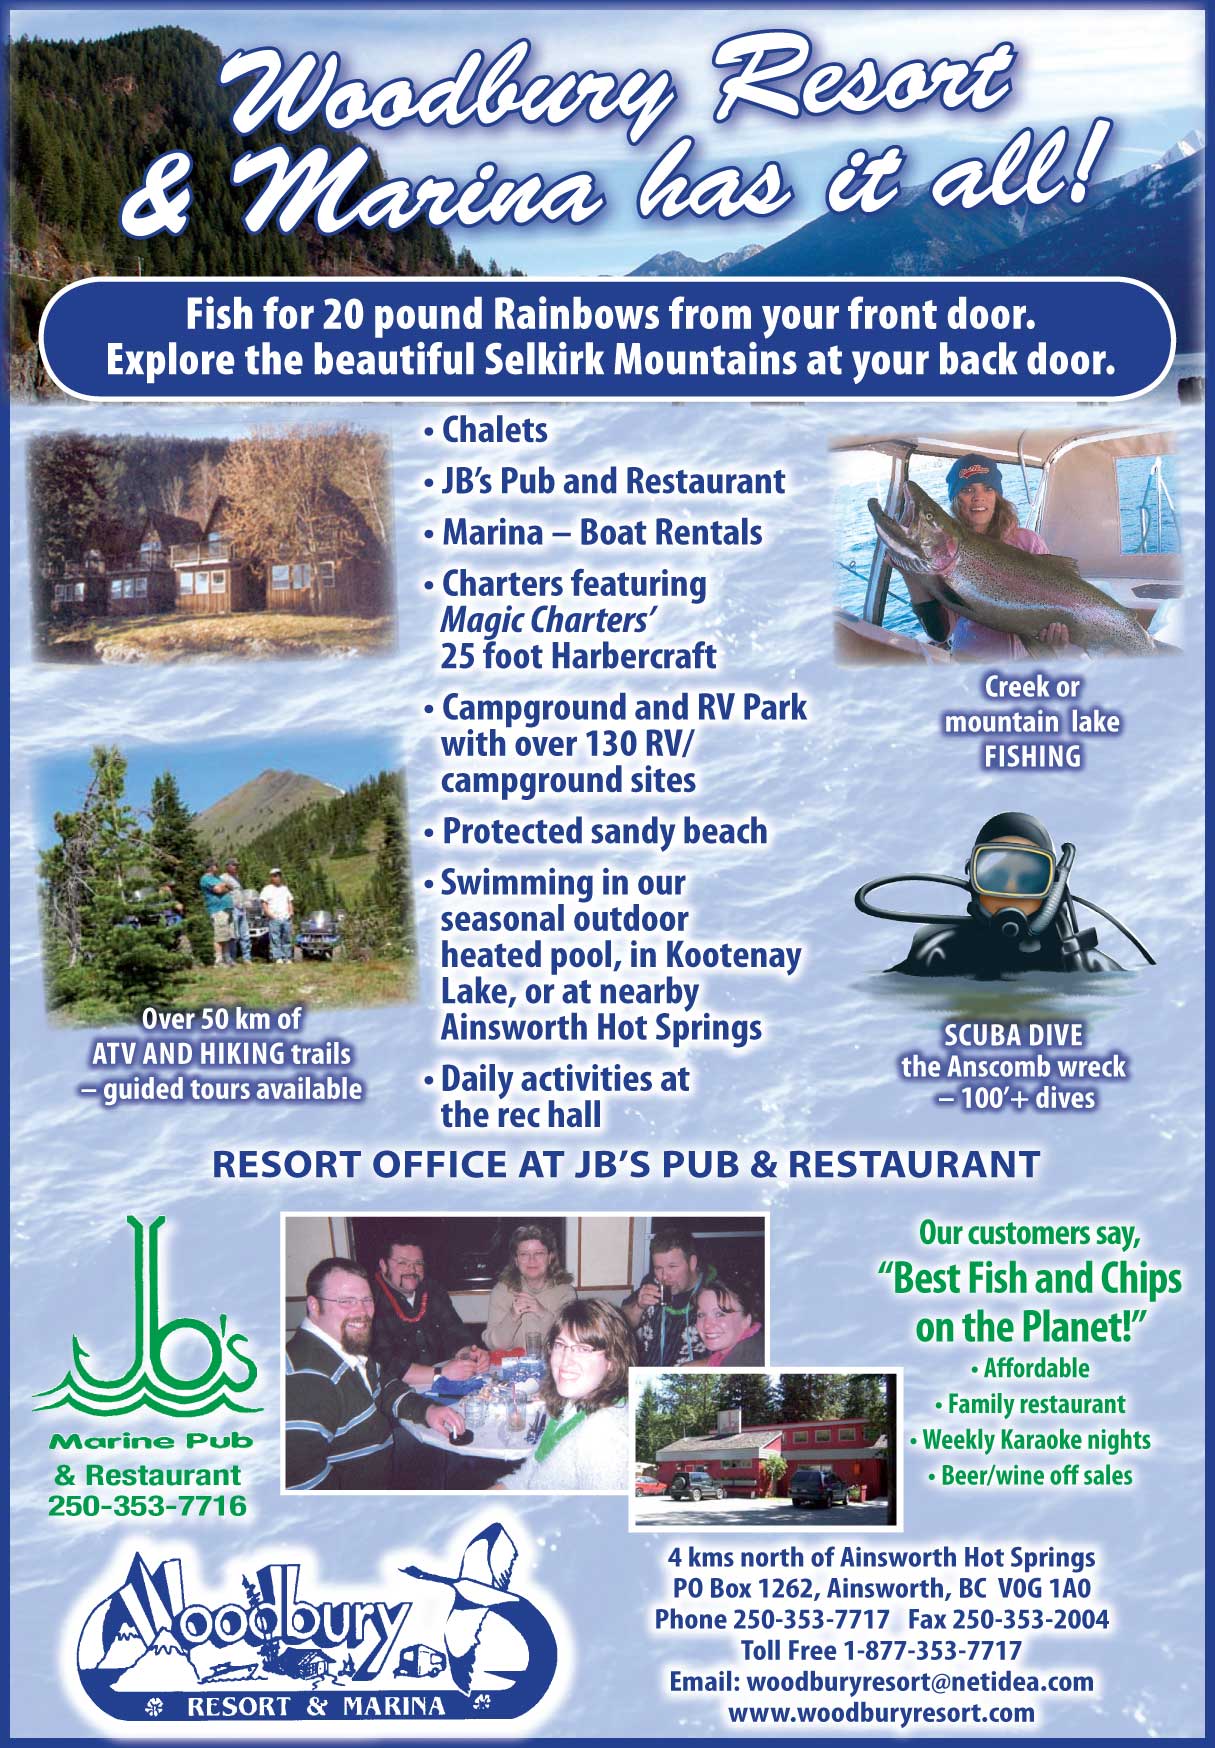 Woodbury Resort
& Marina has it all!
Fish for 20 pound Rainbows from your front door.
Explore the beautiful Selkirk Mountains at your back door.
• Chalets
• JB's Pub and Restaurant
• Marina – Boat Rentals
• Charters featuring
Magic Charters'
25 foot Harbercraft
• Campground and RV Park
with over 130 RV/
campground sites
• Protected sandy beach
• Swimming in our
seasonal outdoor
heated pool, in Kootenay
Lake, or at nearby
Ainsworth Hot Springs
• Daily activities at
the rec hall
Over 50 km of
ATV AND HIKING trails
– guided tours available
Creek or
mountain lake
FISHING
SCUBA DIVE
the Anscomb wreck
– 100'+ dives
RESORT OFFICE AT JB'S PUB & RESTAURANT
Jb's
Marine Pub
& Restaurant
250-353-7716
Our customers say,
“Best Fish and Chips
on the Planet!”
• Affordable
• Family restaurant
• Weekly Karaoke nights
• Beer/wine off sales
Woodbury
RESORT & MARINA
4 kms north of Ainsworth Hot Springs
PO Box 1262, Ainsworth, BC V0G 1A0
Phone 250-353-7717 Fax 250-353-2004
Toll Free 1-877-353-7717
Email: woodburyresort@netidea.com
www.woodburyresort.com